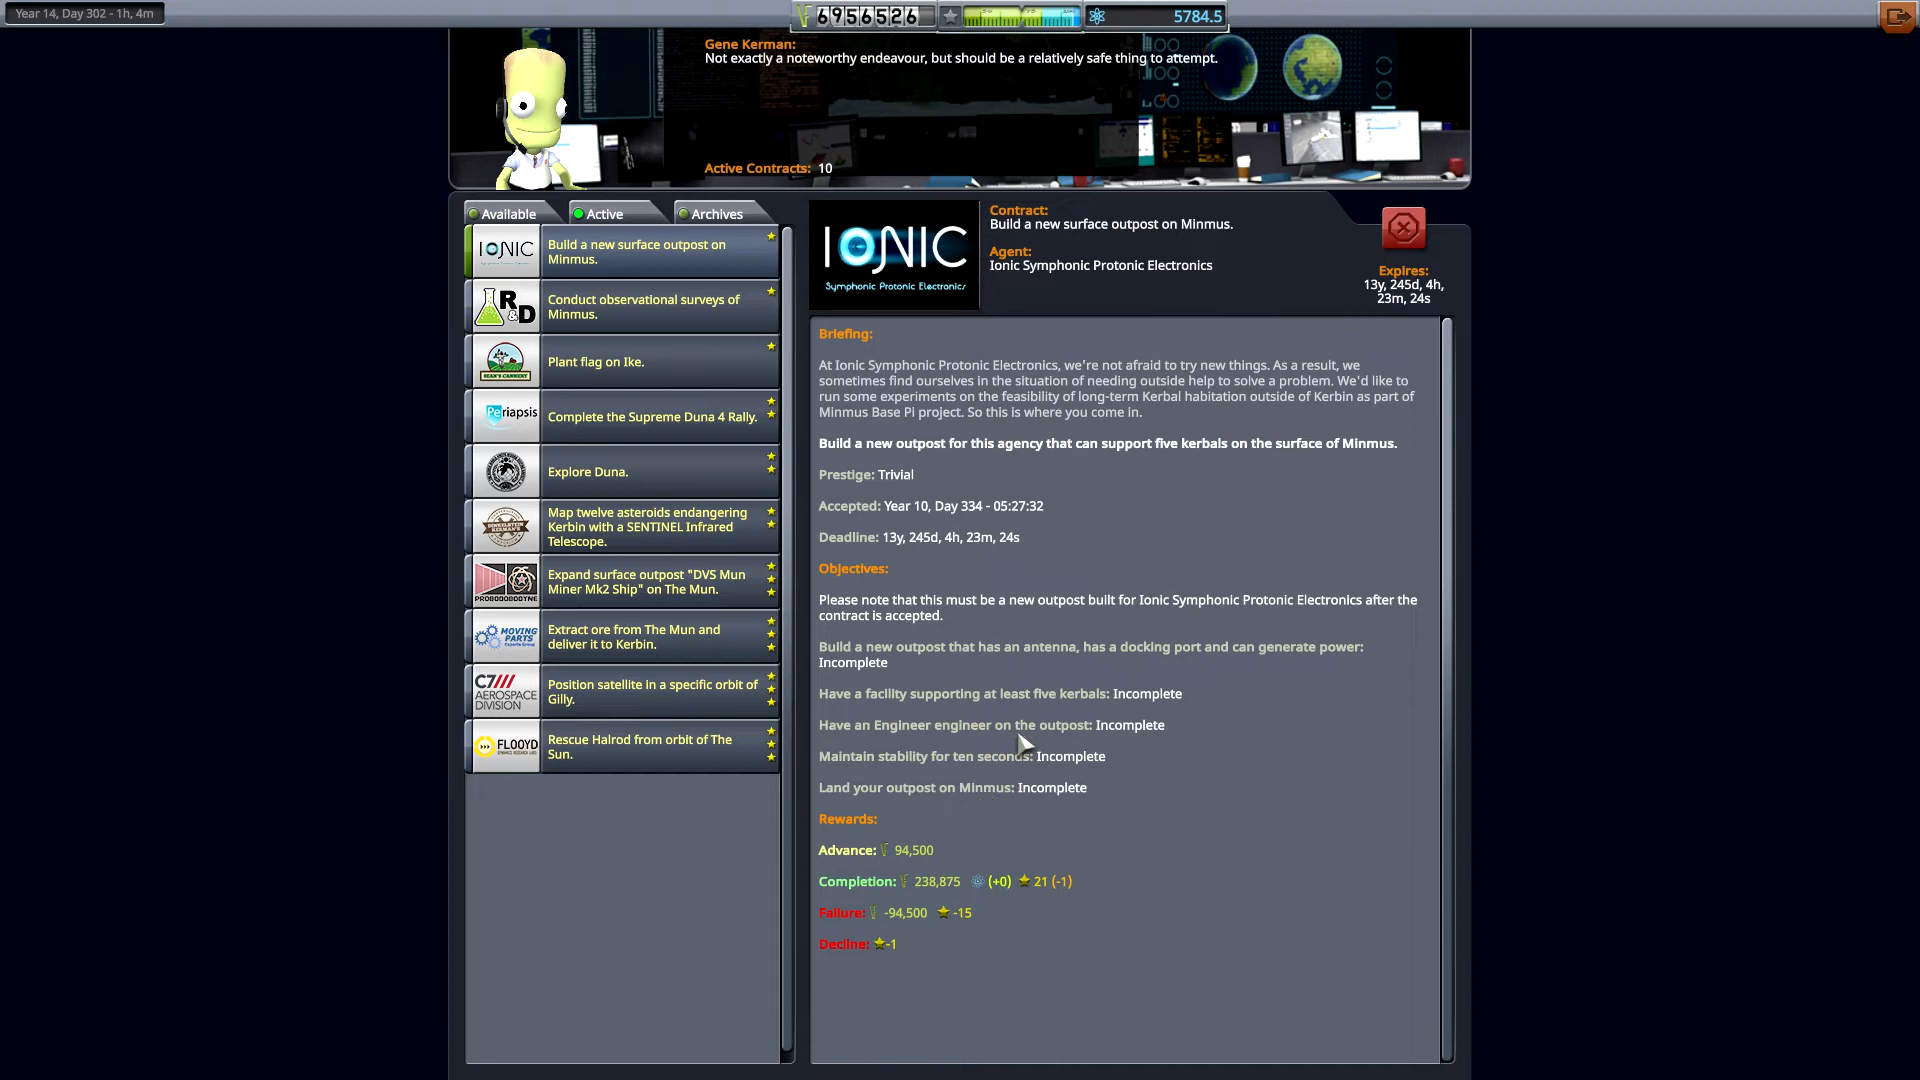 Year 14, Day 302 - 1h, 4m
6956526
5784.5
Gene Kerman:
Not exactly a noteworthy endeavour, but should be a relatively safe thing to attempt.
Active Contracts: 10
Available
Active
Archives
IONIC
Build a new surface outpost on
Minmus.
R&D
Conduct observational surveys of
Minmus.
SEAN'S CANNERY
Plant flag on Ike.
Periapsis
Complete the Supreme Duna 4 Rally.
Explore Duna.
Map twelve asteroids endangering
Kerbin with a SENTINEL Infrared
Telescope.
PROBODOBODYNE
Expand surface outpost "DVS Mun
Miner Mk2 Ship" on The Mun.
MOVING
PARTS
Experts Group
Extract ore from The Mun and
deliver it to Kerbin.
C7///
AEROSPACE
DIVISION
Position satellite in a specific orbit of
Gilly.
FLOOYD
Rescue Halrod from orbit of The
Sun.
IONIC
Symphonic Protonic Electronics
Contract:
Build a new surface outpost on Minmus.
Agent:
Ionic Symphonic Protonic Electronics
Expires:
13y, 245d, 4h,
23m, 24s
Briefing:
At Ionic Symphonic Protonic Electronics, we're not afraid to try new things. As a result, we
sometimes find ourselves in the situation of needing outside help to solve a problem. We'd like to
run some experiments on the feasibility of long-term Kerbal habitation outside of Kerbin as part of
Minmus Base Pi project. So this is where you come in.
Build a new outpost for this agency that can support five kerbals on the surface of Minmus.
Prestige: Trivial
Accepted: Year 10, Day 334 - 05:27:32
Deadline: 13y, 245d, 4h, 23m, 24s
Objectives:
Please note that this must be a new outpost built for Ionic Symphonic Protonic Electronics after the
contract is accepted.
Build a new outpost that has an antenna, has a docking port and can generate power:
Incomplete
Have a facility supporting at least five kerbals: Incomplete
Have an Engineer engineer on the outpost: Incomplete
Maintain stability for ten seconds: Incomplete
Land your outpost on Minmus: Incomplete
Rewards:
Advance: 94,500
Completion: 238,875 (+0) 21 (-1)
Failure: -94,500 -15
Decline: -1